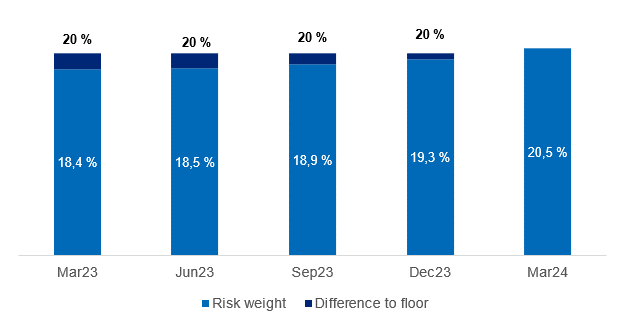 20 % 20 % 20 % 20 %
18,4 % 18,5 % 18,9 % 19,3 % 20,5 %
Mar23 Jun23 Sep23 Dec23 Mar24
Risk weight Difference to floor